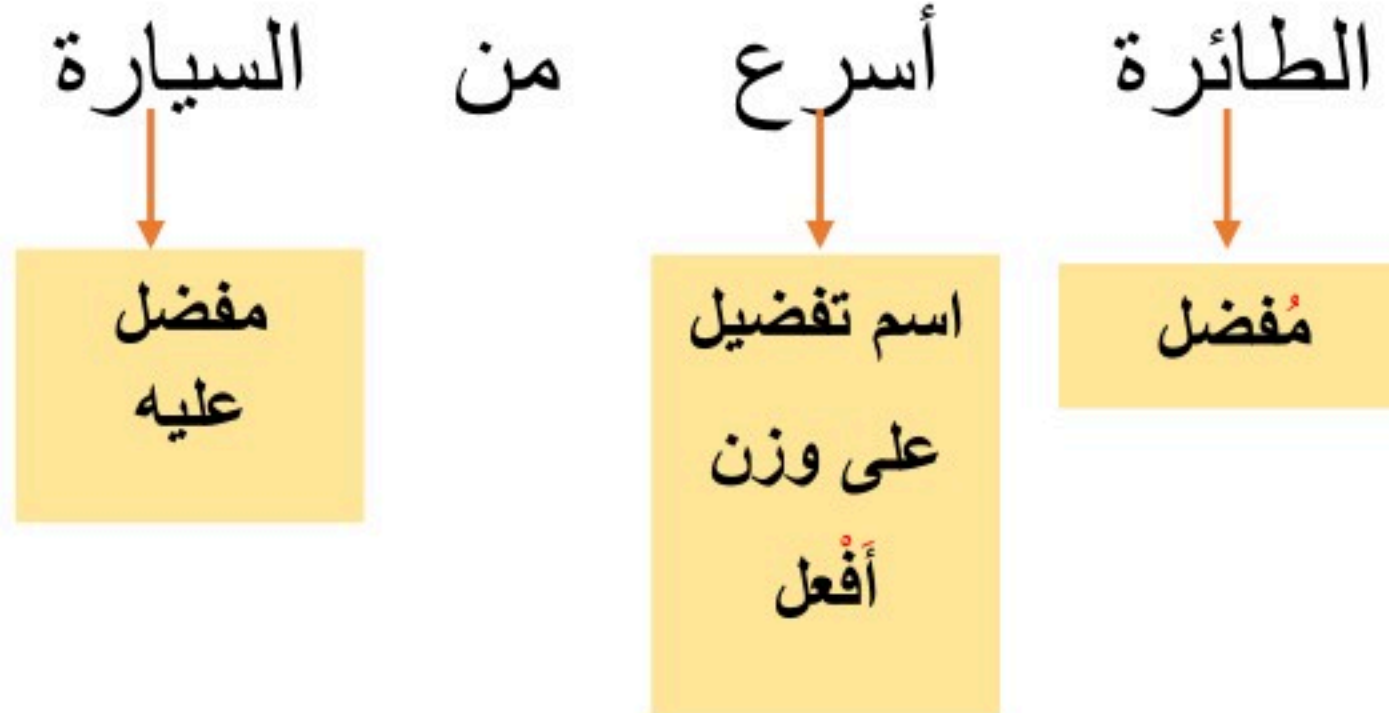 الطائرة أسرع من السيارة
مُفضل
اسم تفضيل
على وزن
أَفْعل
مفضل
عليه